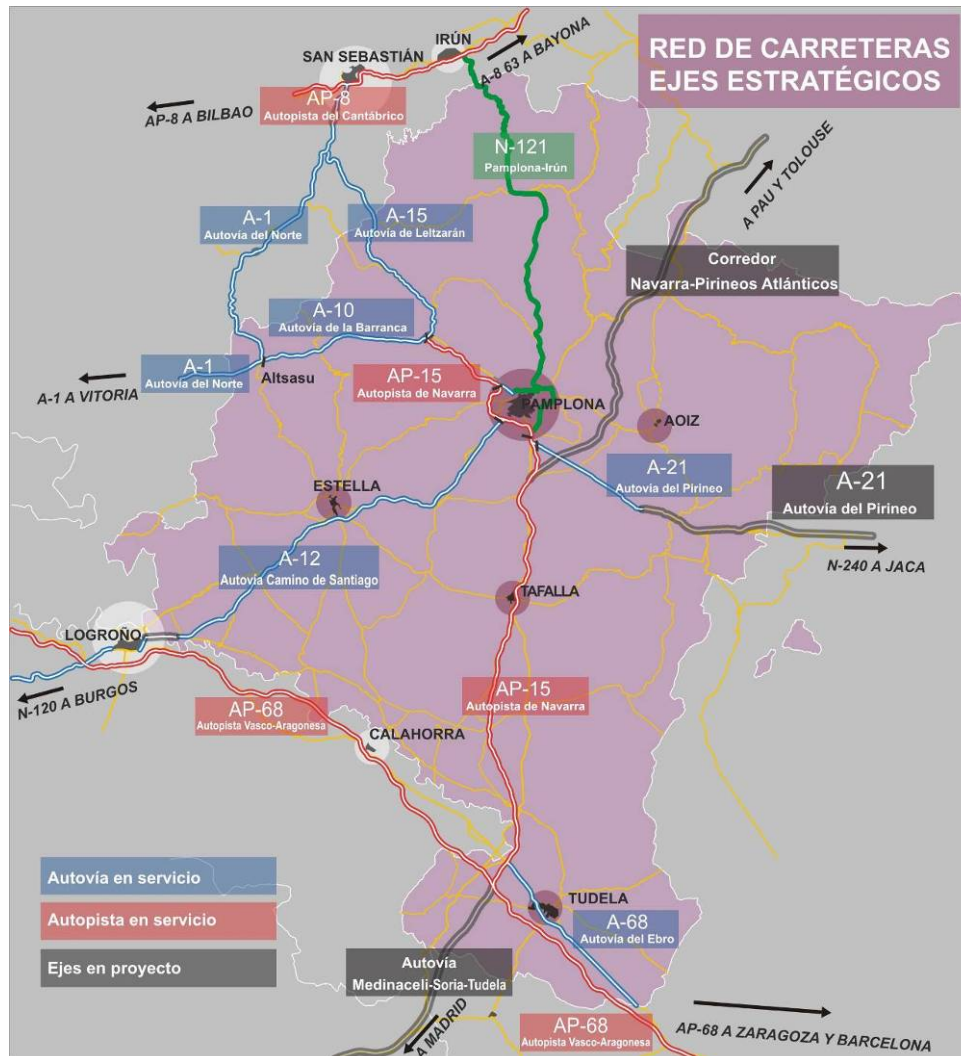 RED DE CARRETERAS
EJES ESTRATÉGICOS
IRÚN
SAN SEBASTIÁN
A-8 63 A BAYONA
AP-8
Autopista del Cantábrico
AP-8 A BILBAO
N-121
Pamplona-Irún
A PAU Y TOLOUSE
A-1
Autovía del Norte
A-15
Autovía de Leltzarán
Corredor
Navarra-Pirineos Atlánticos
A-10
Autovía de la Barranca
A-1
Autovía del Norte
Altsasu
A-1 A VITORIA
AP-15
Autopista de Navarra
PAMPLONA
AOIZ
A-21
Autovía del Pirineo
A-21
Autovía del Pirineo
N-240 A JACA
ESTELLA
A-12
Autovía Camino de Santiago
TAFALLA
LOGROÑO
N-120 A BURGOS
AP-68
Autopista Vasco-Aragonesa
AP-15
Autopista de Navarra
CALAHORRA
Autovía en servicio
Autopista en servicio
Ejes en proyecto
TUDELA
A-68
Autovía del Ebro
Autovía
Medinaceli-Soria-Tudela
A MADRID
AP-68
Autopista Vasco-Aragonesa
AP-68 A ZARAGOZA Y BARCELONA